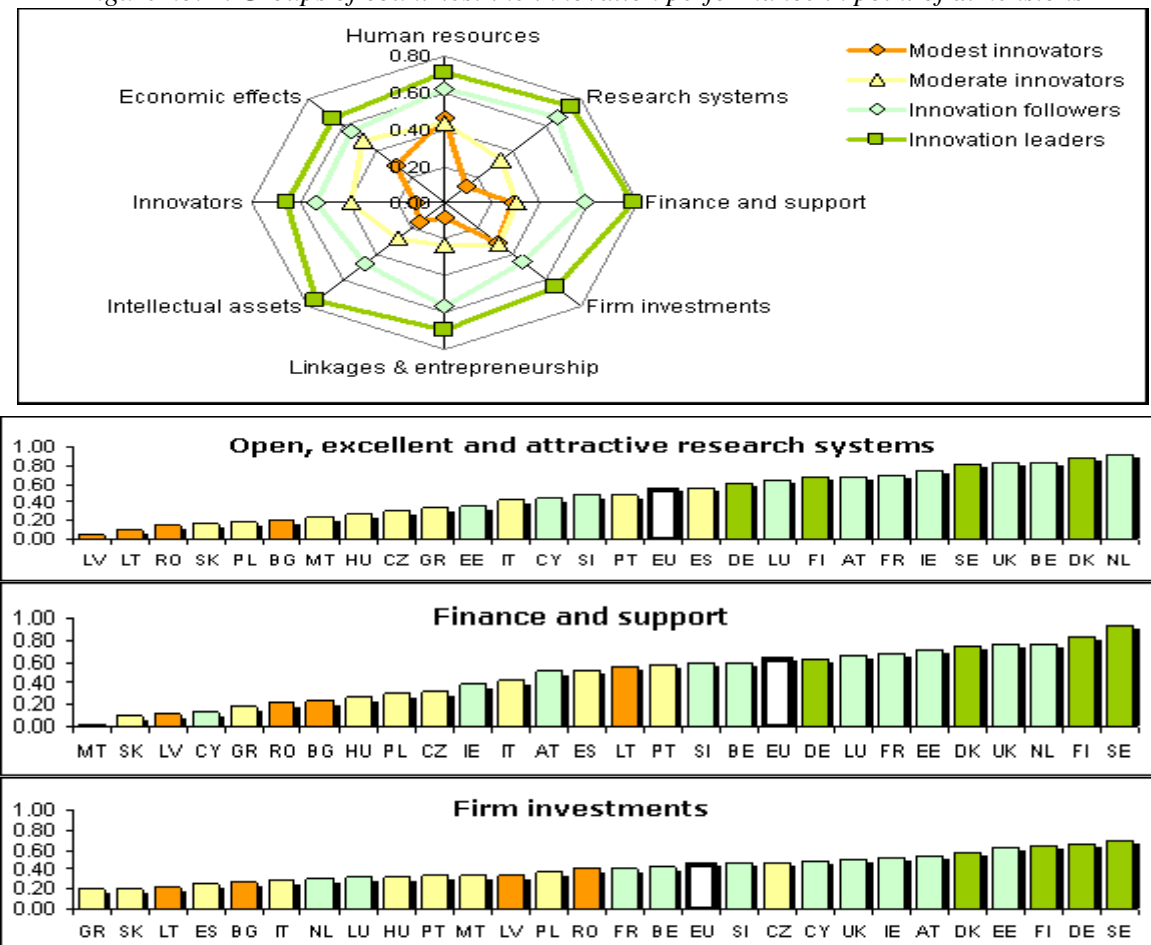 Human resources
0.80
0.60
0.40
0.20
0.00
Economic effects
Research systems
Innovators
Finance and support
Intellectual assets
Firm investments
Linkages & entrepreneurship
Modest innovators
Moderate innovators
Innovation followers
Innovation leaders
Open, excellent and attractive research systems
1.00
0.80
0.60
0.40
0.20
0.00
LV LT RO SK PL BG MT HU CZ GR EE IT CY SI PT EU ES DE LU FI AT FR IE SE UK BE DK NL
Finance and support
1.00
0.80
0.60
0.40
0.20
0.00
MT SK LV CY GR RO BG HU PL CZ IE IT AT ES LT PT SI BE EU DE LU FR EE DK UK NL FI SE
Firm investments
1.00
0.80
0.60
0.40
0.20
0.00
GR SK LT ES BG IT NL LU HU PT MT LV PL RO FR BE EU SI CZ CY UK IE AT DK EE FI DE SE